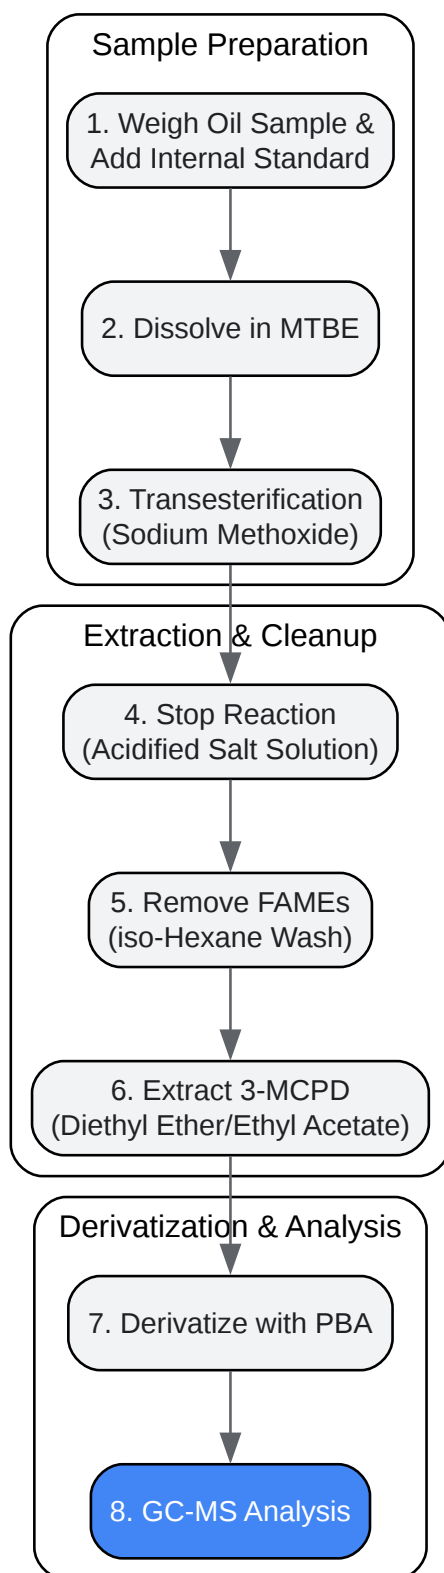 Sample Preparation
1. Weigh Oil Sample &
Add Internal Standard
2. Dissolve in MTBE
3. Transesterification
(Sodium Methoxide)
Extraction & Cleanup
4. Stop Reaction
(Acidified Salt Solution)
5. Remove FAMEs
(iso-Hexane Wash)
6. Extract 3-MCPD
(Diethyl Ether/Ethyl Acetate)
Derivatization & Analysis
7. Derivatize with PBA
8. GC-MS Analysis